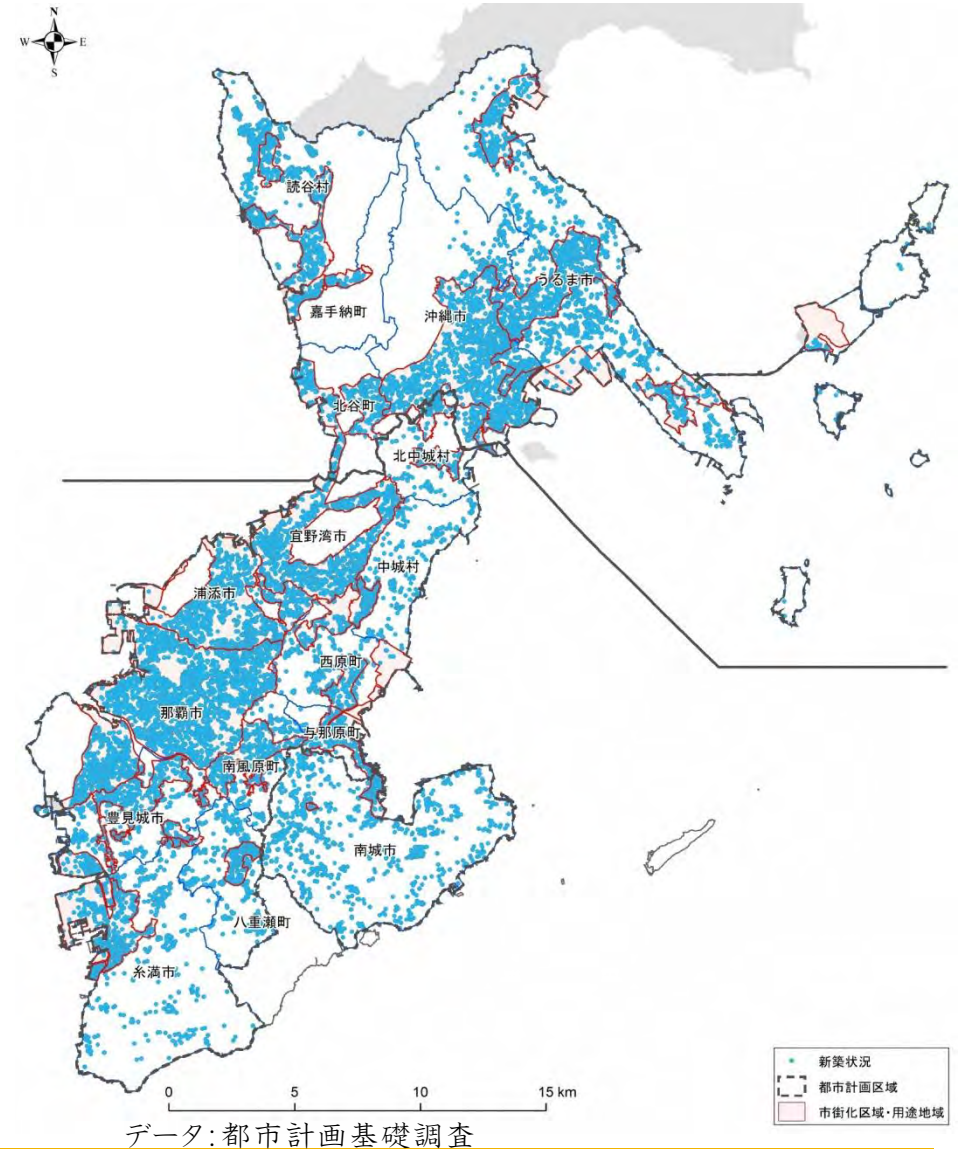 N
W E
S
読谷村
うるま市
嘉手納町
沖縄市
北谷町
北中城村
宜野湾市
中城村
浦添市
西原町
那覇市
与那原町
南風原町
豊見城市
南城市
八重瀬町
糸満市
新築状況
都市計画区域
市街化区域・用途地域
0 5 10 15 km
データ:都市計画基礎調査